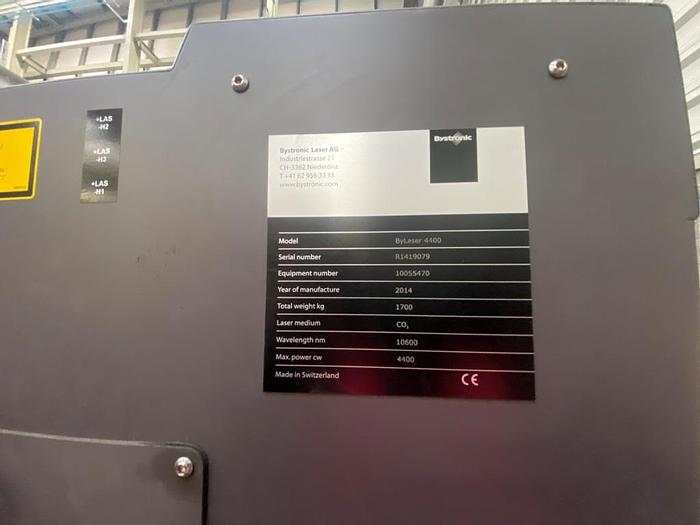 +LAS
-H2
+LAS
-H3
+LAS
-H1
Bystronic Laser AG
Industriestrasse 21
CH-3362 Niederönz
T +41 62 956 33 33
www.bystronic.com
Bystronic
Model ByLaser 4400
Serial number R1419079
Equipment number 10055470
Year of manufacture 2014
Total weight kg 1700
Laser medium CO₂
Wavelength nm 10600
Max. power cw 4400
Made in Switzerland CE